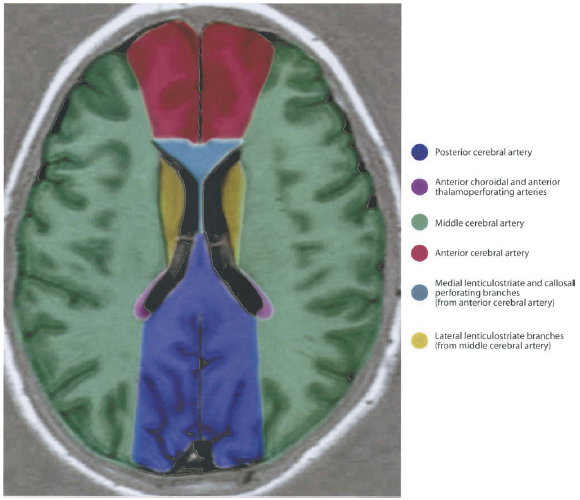 Posterior cerebral artery
Anterior choroidal and anterior
thalamoperforating arteries
Middle cerebral artery
Anterior cerebral artery
Medial lenticulostriate and callosal
perforating branches
(from anterior cerebral artery)
Lateral lenticulostriate branches
(from middle cerebral artery)